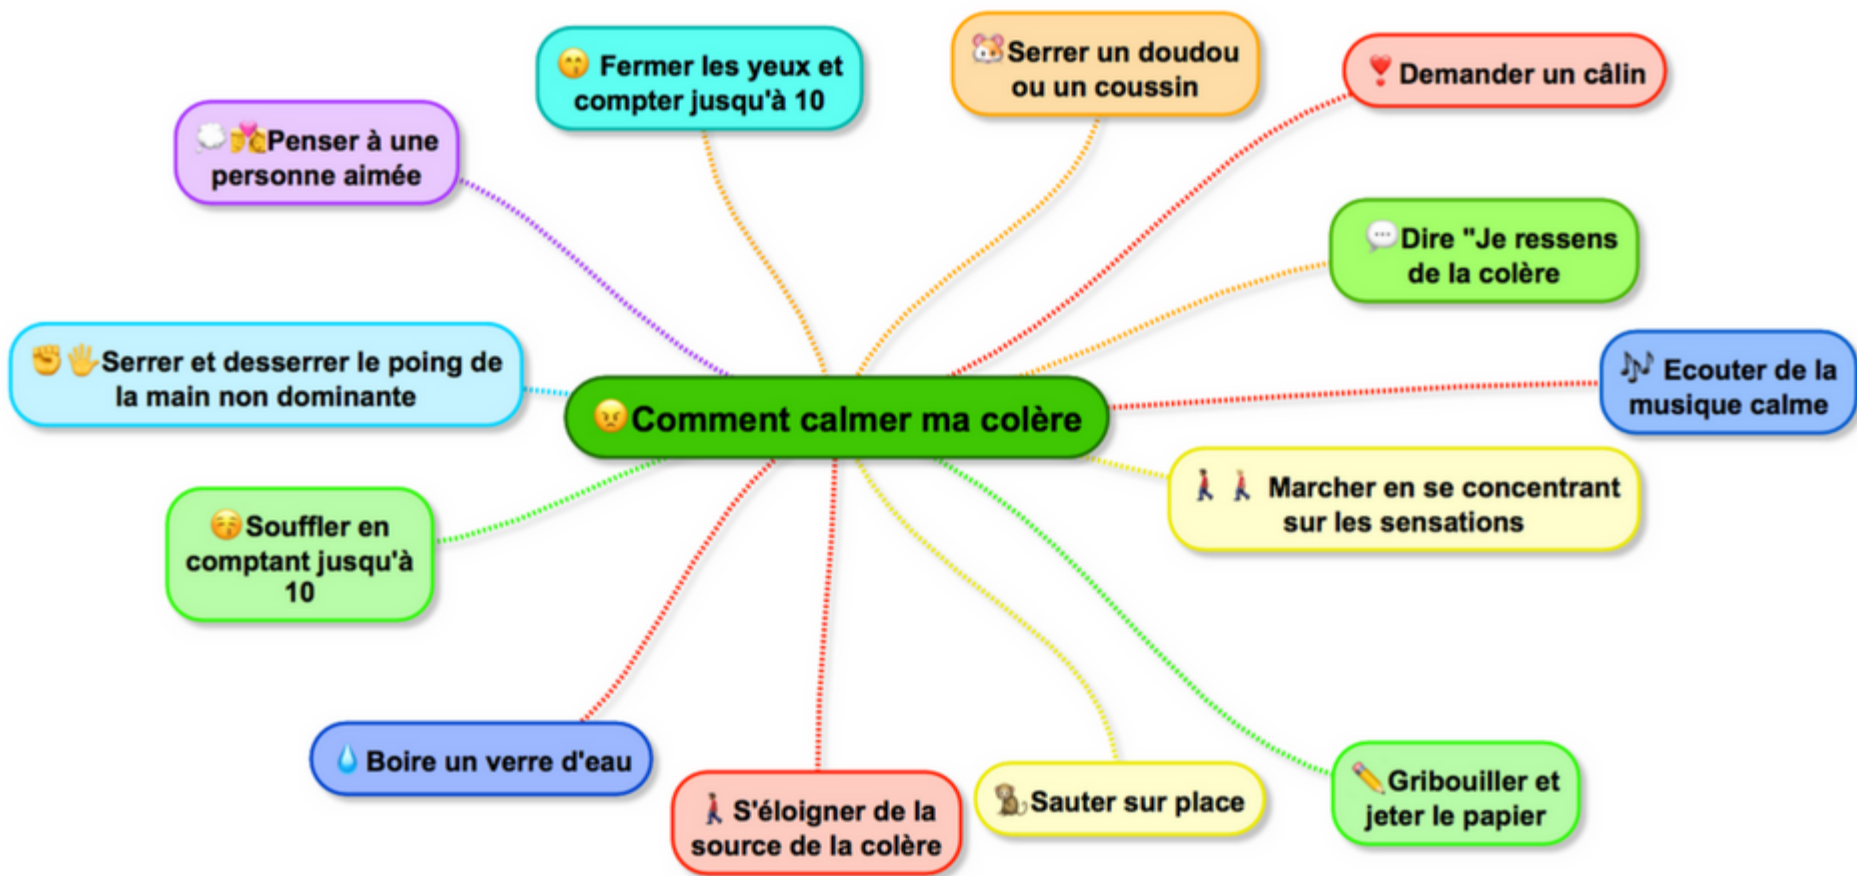 Fermer les yeux et
compter jusqu'à 10
Serrer un doudou
ou un coussin
Demander un câlin
Penser à une
personne aimée
Dire "Je ressens
de la colère
Serrer et desserrer le poing de
la main non dominante
Comment calmer ma colère
Ecouter de la
musique calme
Marcher en se concentrant
sur les sensations
Souffler en
comptant jusqu'à
10
Boire un verre d'eau
S'éloigner de la
source de la colère
Sauter sur place
Gribouiller et
jeter le papier